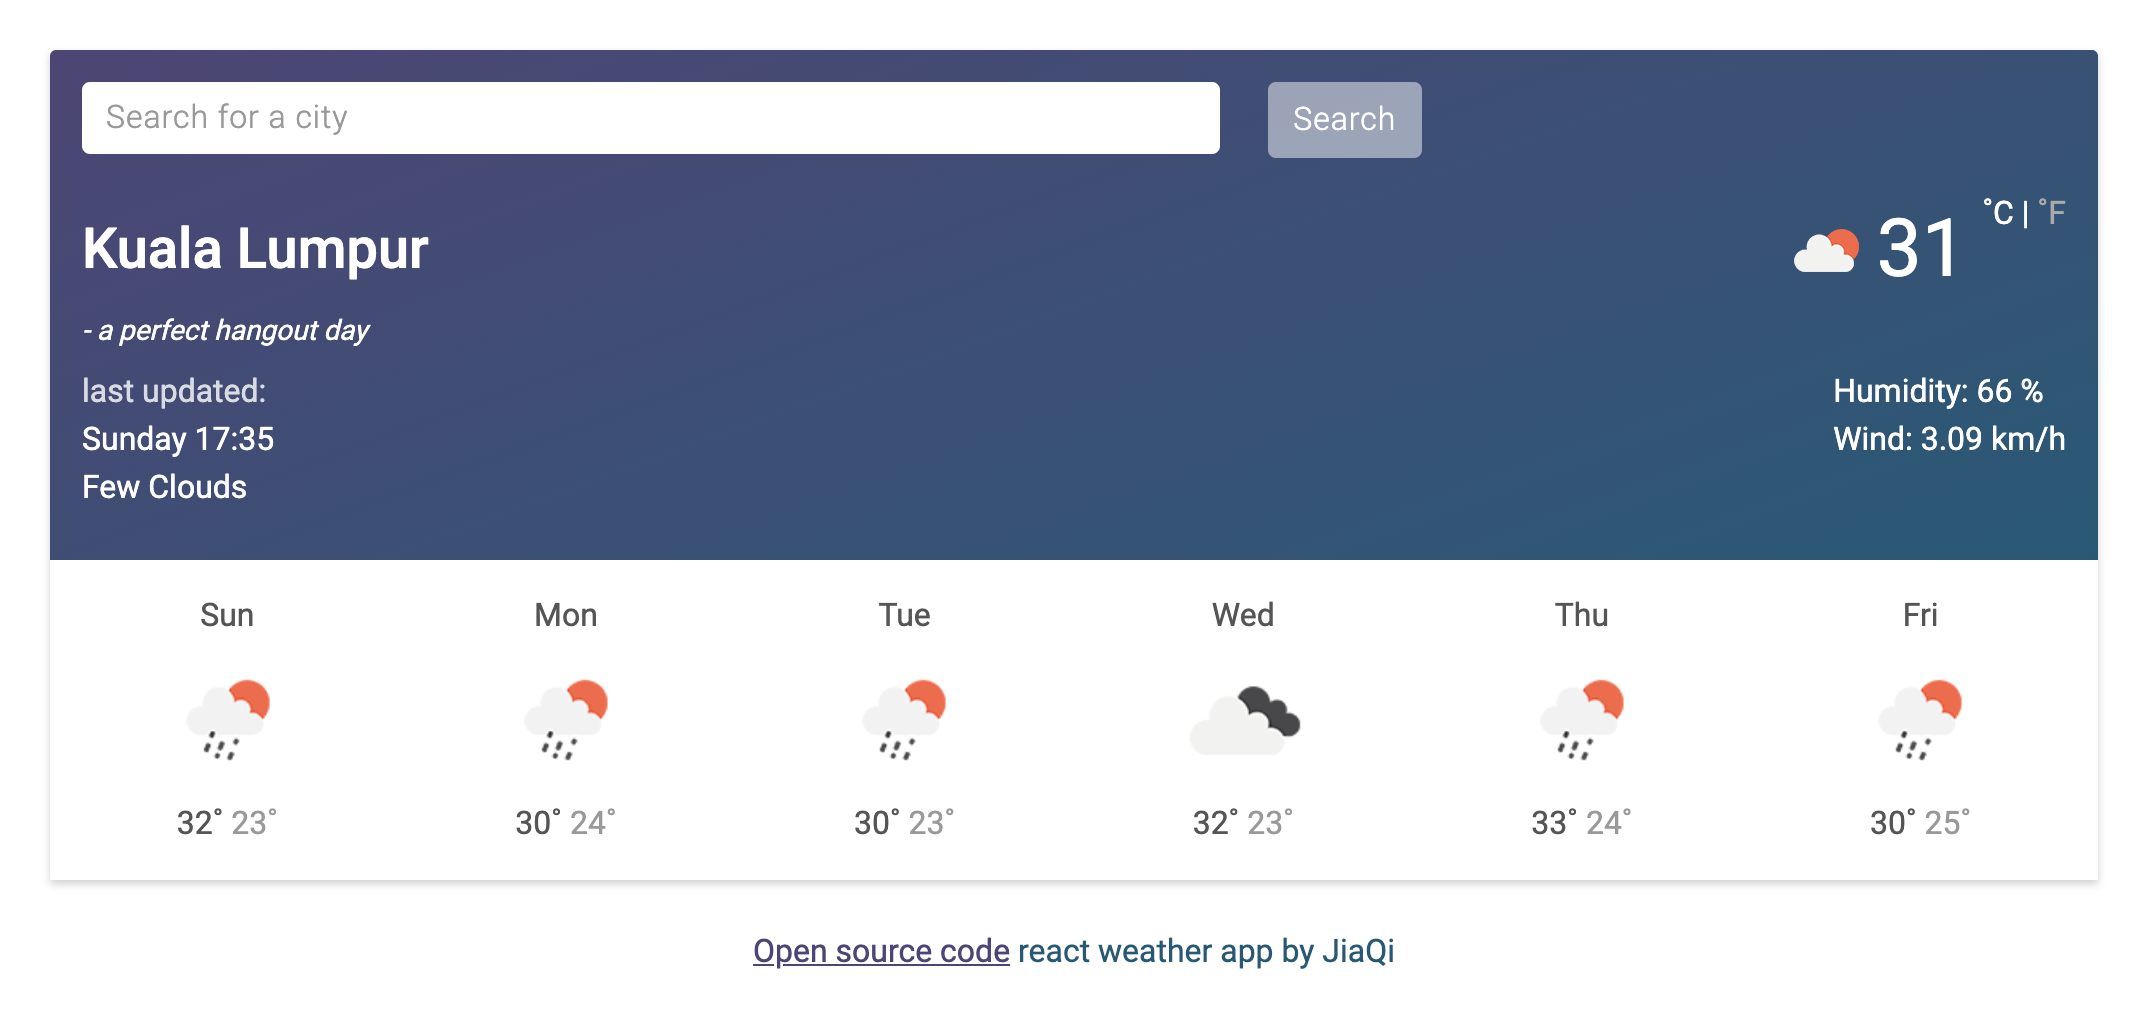 Search for a city
Search
Kuala Lumpur
31 °C | °F
- a perfect hangout day
last updated:
Sunday 17:35
Few Clouds
Humidity: 66 %
Wind: 3.09 km/h
Sun Mon Tue Wed Thu Fri
32° 23° 30° 24° 30° 23° 32° 23° 33° 24° 30° 25°
Open source code react weather app by JiaQi